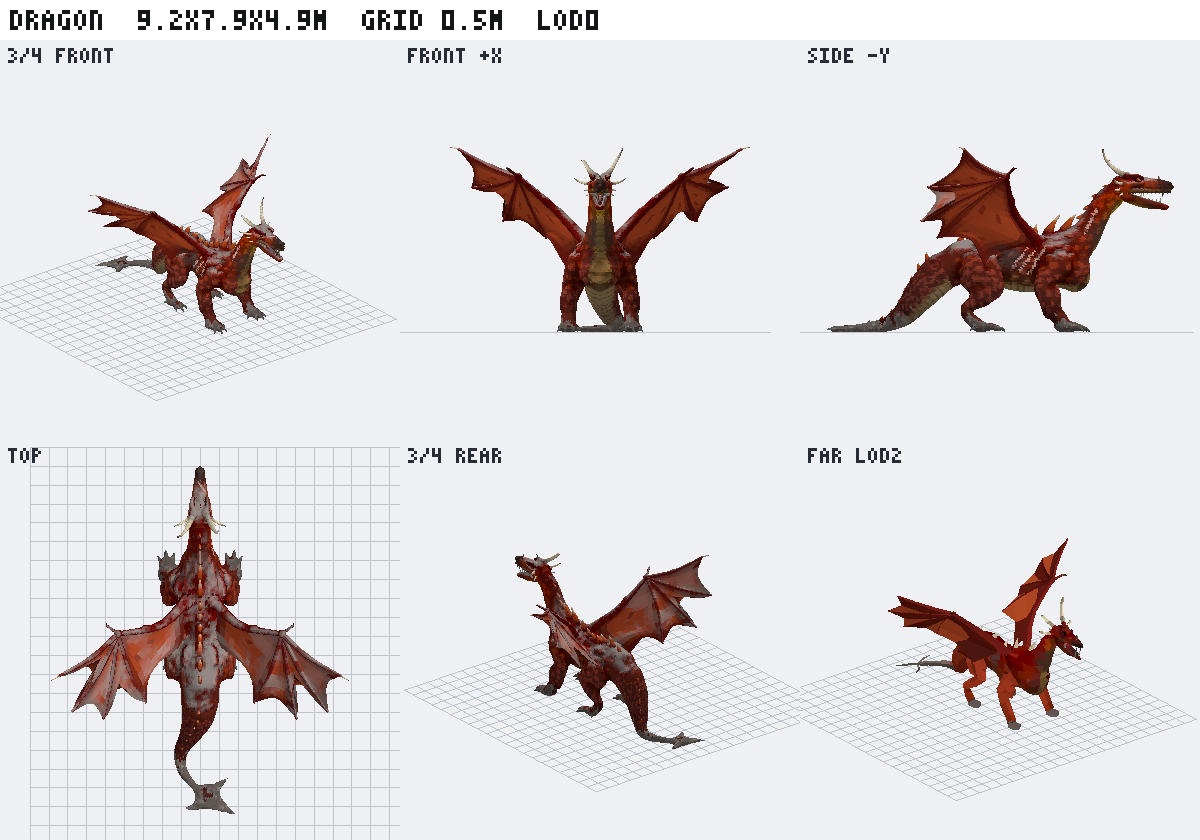 DRAGON 9.2X7.9X4.9M GRID 0.5M LOD0
3/4 FRONT
FRONT +X
SIDE -Y
TOP
3/4 REAR
FAR LOD2